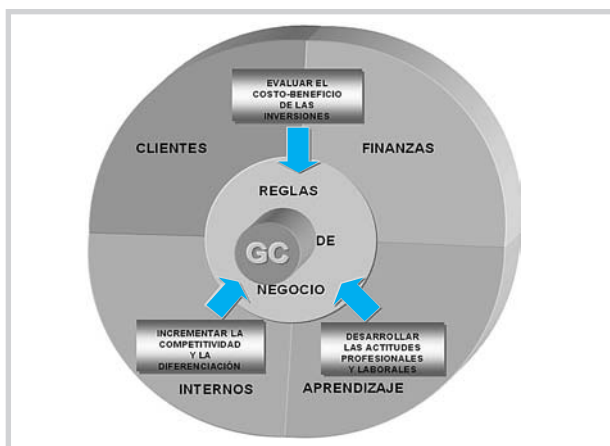 EVALUAR EL
COSTO-BENEFICIO
DE LAS
INVERSIONES
CLIENTES
FINANZAS
REGLAS
DE
GC
NEGOCIO
INCREMENTAR LA
COMPETITIVIDAD
Y LA
DIFERENCIACIÓN
DESARROLLAR
LAS ACTITUDES
PROFESIONALES
Y LABORALES
INTERNOS
APRENDIZAJE